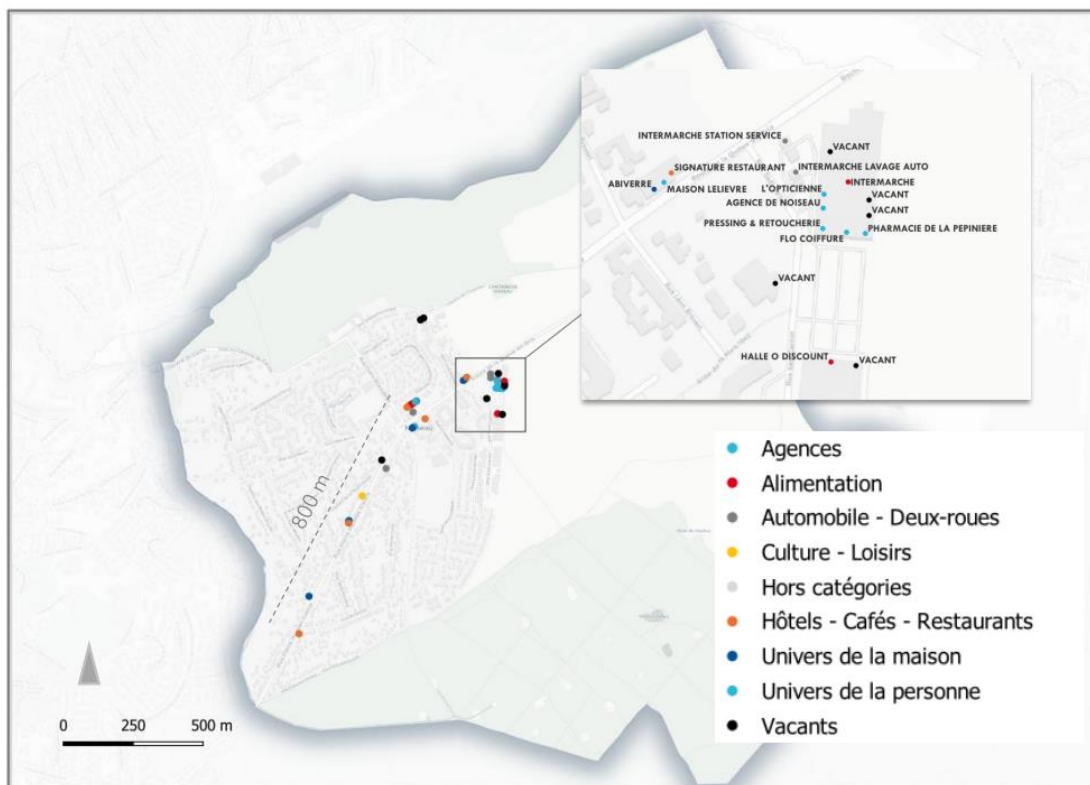 INTERMARCHE STATION SERVICE
VACANT
SIGNATURE RESTAURANT
INTERMARCHE LAVAGE AUTO
ABIVERRE
MAISON LELIEVRE
L'OPTICIENNE
INTERMARCHE
AGENCE DE NOISEAU
VACANT
VACANT
PRESSING & RETOUCHERIE
FLO COIFFURE
PHARMACIE DE LA PEPINIERE
VACANT
HALLE O DISCOUNT
VACANT
800 m
Agences
Alimentation
Automobile - Deux-roues
Culture - Loisirs
Hors catégories
Hôtels - Cafés - Restaurants
Univers de la maison
Univers de la personne
Vacants
0 250 500 m